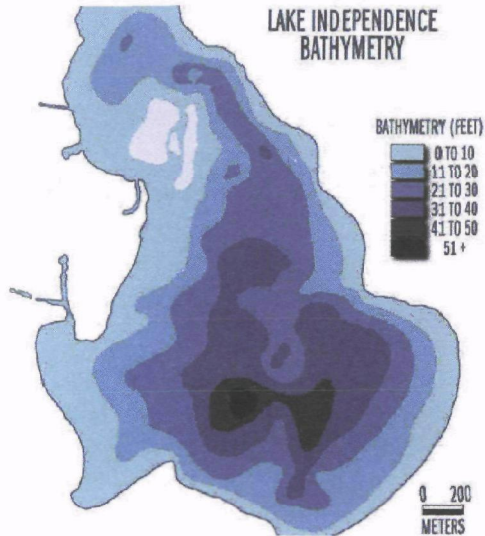 LAKE INDEPENDENCE
BATHYMETRY
BATHYMETRY (FEET)
0 TO 10
11 TO 20
21 TO 30
31 TO 40
41 TO 50
51 +
0 200
METERS